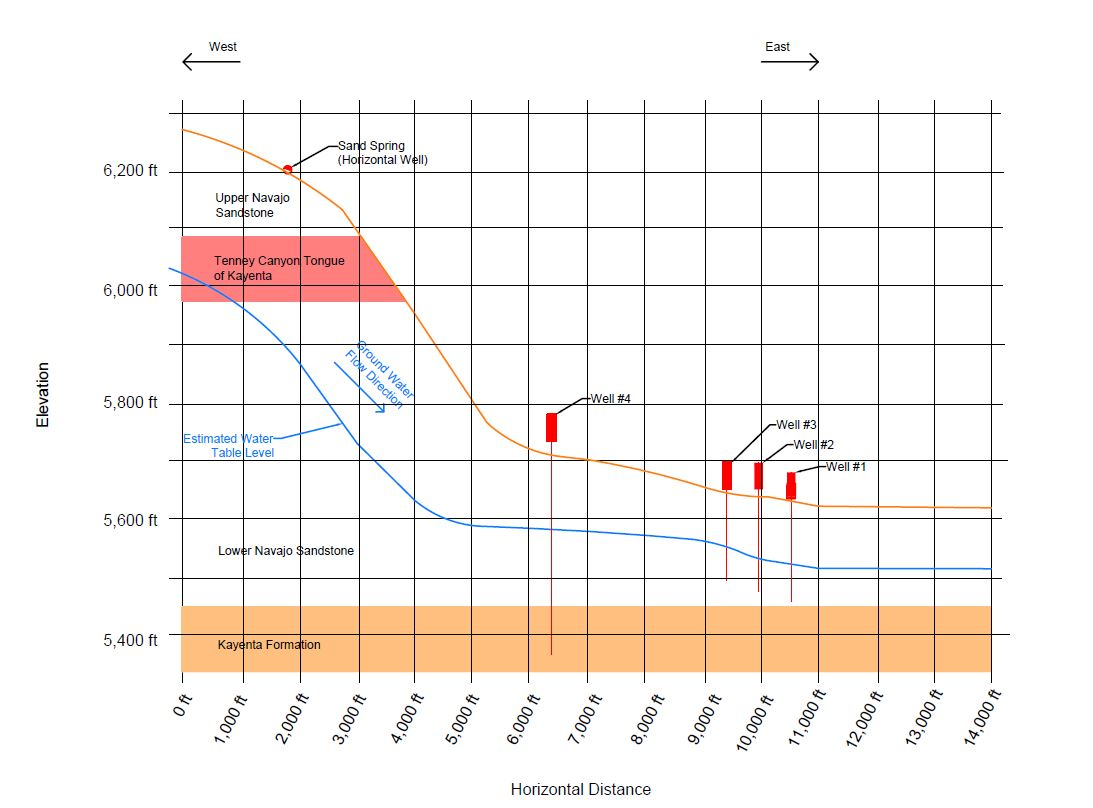 West
East
Sand Spring
(Horizontal Well)
6,200 ft
Upper Navajo
Sandstone
Tenney Canyon Tongue
of Kayenta
6,000 ft
Ground Water
Flow Direction
Elevation
5,800 ft
Well #4
Well #3
Well #2
Well #1
Estimated Water
Table Level
5,600 ft
Lower Navajo Sandstone
5,400 ft
Kayenta Formation
0 ft
1,000 ft
2,000 ft
3,000 ft
4,000 ft
5,000 ft
6,000 ft
7,000 ft
8,000 ft
9,000 ft
10,000 ft
11,000 ft
12,000 ft
13,000 ft
14,000 ft
Horizontal Distance